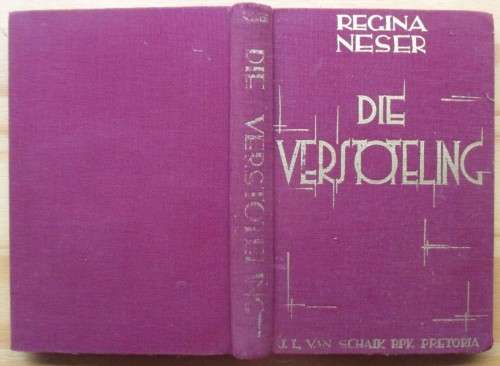 REGINA
NESER
DIE
VERSTOTELING
J. L. VAN SCHAIK BPK PRETORIA
DIE VERSTOTELING